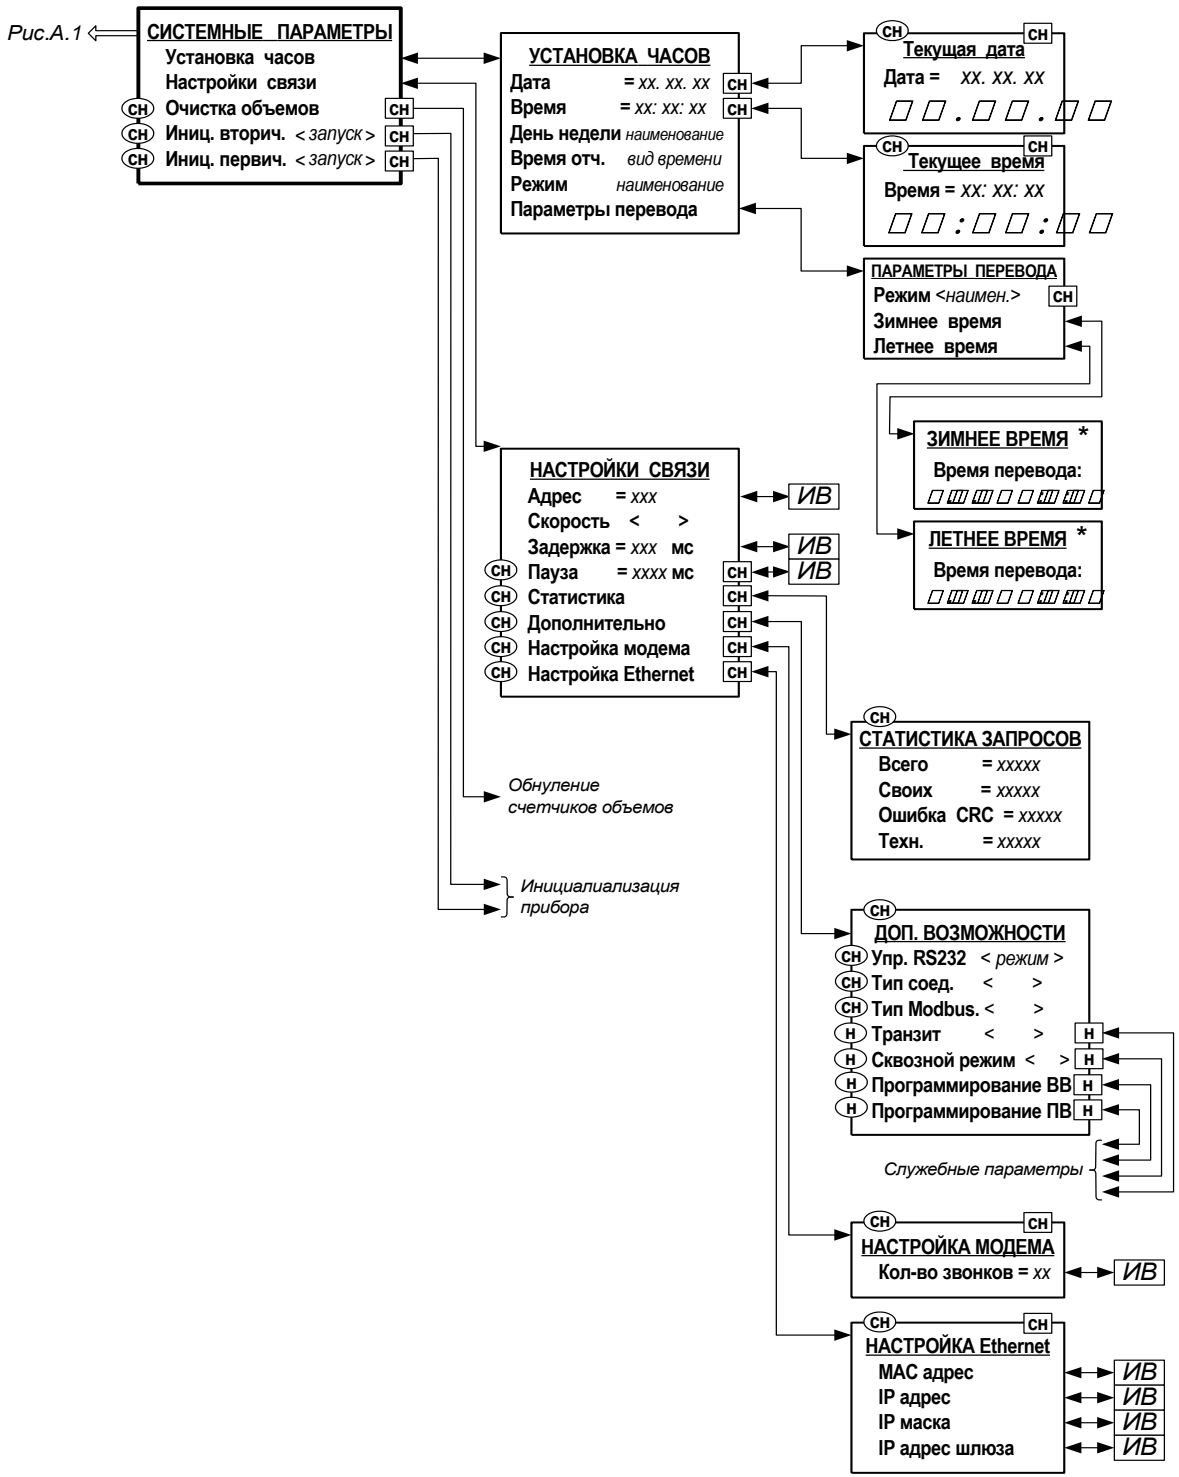 Рис.А.1
СИСТЕМНЫЕ ПАРАМЕТРЫ
Установка часов
Настройки связи
СН Очистка объемов СН
СН Иниц. вторич. < запуск > СН
СН Иниц. первич. < запуск > СН
УСТАНОВКА ЧАСОВ
Дата = хх. хх. хх СН
Время = хх: хх: хх СН
День недели наименование
Время отч. вид времени
Режим наименование
Параметры перевода
СН СН
Текущая дата
Дата = хх. хх. хх
СН СН
Текущее время
Время = хх: хх: хх
ПАРАМЕТРЫ ПЕРЕВОДА
Режим <наимен.> СН
Зимнее время
Летнее время
ЗИМНЕЕ ВРЕМЯ *
Время перевода:
ЛЕТНЕЕ ВРЕМЯ *
Время перевода:
НАСТРОЙКИ СВЯЗИ
Адрес = ххх ИВ
Скорость < >
Задержка = ххх мс ИВ
СН Пауза = хххх мс СН ИВ
СН Статистика СН
СН Дополнительно СН
СН Настройка модема СН
СН Настройка Ethernet СН
Обнуление
счетчиков объемов
Инициалиализация
прибора
СН
СТАТИСТИКА ЗАПРОСОВ
Всего = ххххх
Своих = ххххх
Ошибка CRC = ххххх
Техн. = ххххх
СН
ДОП. ВОЗМОЖНОСТИ
СН Упр. RS232 < режим >
СН Тип соед. < >
СН Тип Modbus. < >
Н Транзит < > Н
Н Сквозной режим < > Н
Н Программирование ВВ Н
Н Программирование ПВ Н
Служебные параметры
СН СН
НАСТРОЙКА МОДЕМА
Кол-во звонков = хх ИВ
СН СН
НАСТРОЙКА Ethernet
МАС адрес ИВ
IP адрес ИВ
IP маска ИВ
IP адрес шлюза ИВ